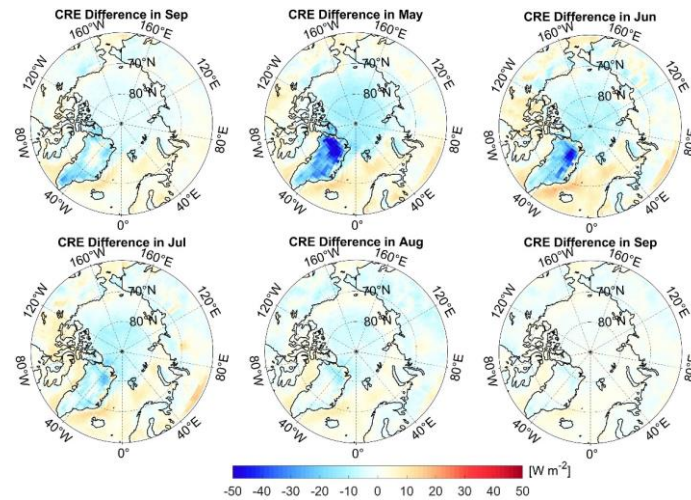 CRE Difference in Sep
160°W 160°E
120°W 70°N 120°E
80°N
80°W 80°E
40°W 40°E
0°
CRE Difference in May
160°W 160°E
120°W 70°N 120°E
80°N
80°W 80°E
40°W 40°E
0°
CRE Difference in Jun
160°W 160°E
120°W 70°N 120°E
80°N
80°W 80°E
40°W 40°E
0°
CRE Difference in Jul
160°W 160°E
120°W 70°N 120°E
80°N
80°W 80°E
40°W 40°E
0°
CRE Difference in Aug
160°W 160°E
120°W 70°N 120°E
80°N
80°W 80°E
40°W 40°E
0°
CRE Difference in Sep
160°W 160°E
120°W 70°N 120°E
80°N
80°W 80°E
40°W 40°E
0°
[W m⁻²]
-50 -40 -30 -20 -10 0 10 20 30 40 50